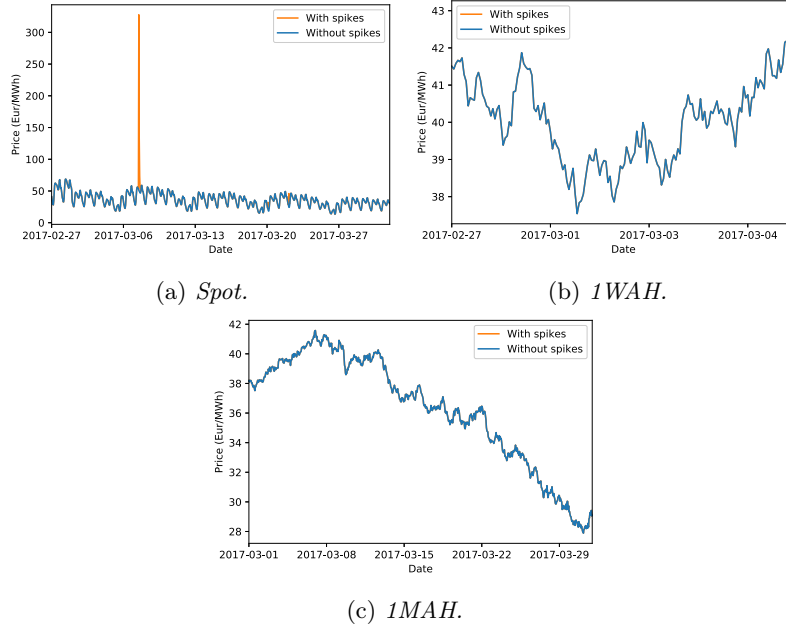 With spikes
Without spikes
300
250
200
150
100
50
0
Price (Eur/MWh)
2017-02-27
2017-03-06
2017-03-13
2017-03-20
2017-03-27
Date
(a) Spot.
With spikes
Without spikes
43
42
41
40
39
38
Price (Eur/MWh)
2017-02-27
2017-03-01
2017-03-03
2017-03-04
Date
(b) 1WAH.
With spikes
Without spikes
42
40
38
36
34
32
30
28
Price (Eur/MWh)
2017-03-01
2017-03-08
2017-03-15
2017-03-22
2017-03-29
Date
(c) 1MAH.